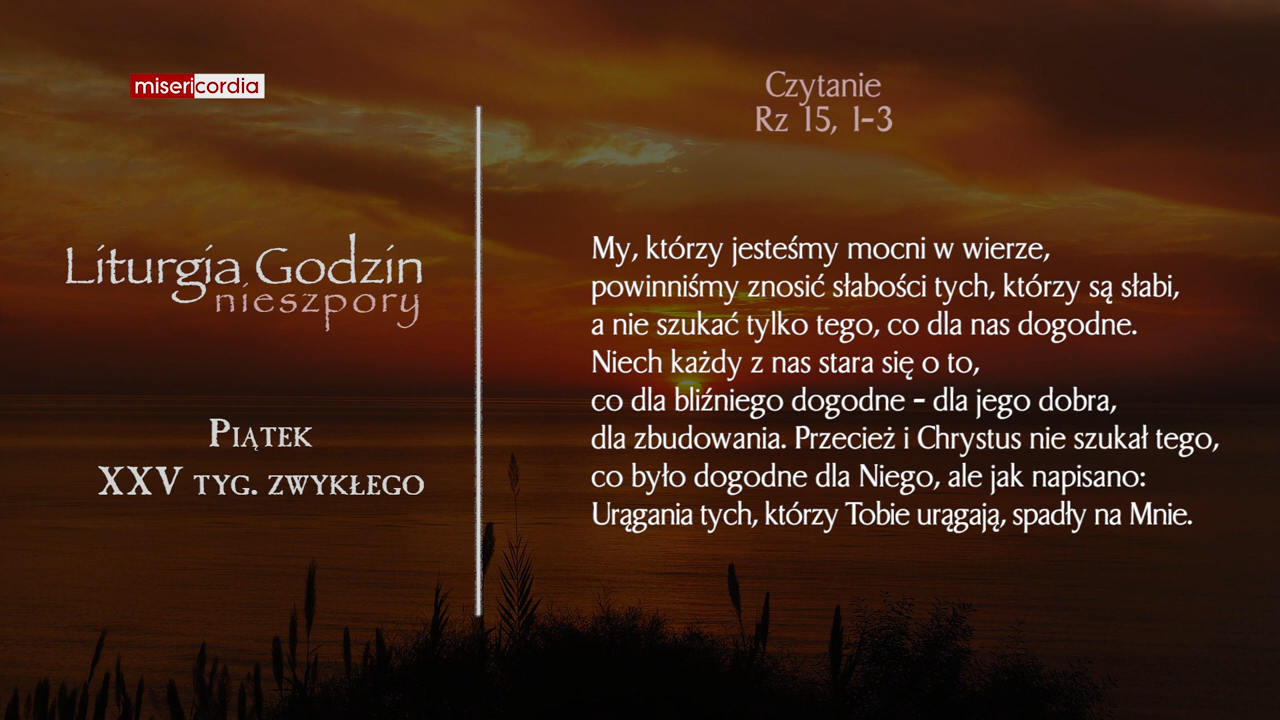 misericordia
Liturgia Godzin
nieszpory
Piątek
XXV tyg. zwykłego
Czytanie
Rz 15, 1-3
My, którzy jesteśmy mocni w wierze,
powinniśmy znosić słabości tych, którzy są słabi,
a nie szukać tylko tego, co dla nas dogodne.
Niech każdy z nas stara się o to,
co dla bliźniego dogodne - dla jego dobra,
dla zbudowania. Przecież i Chrystus nie szukał tego,
co było dogodne dla Niego, ale jak napisano:
Urągania tych, którzy Tobie urągają, spadły na Mnie.